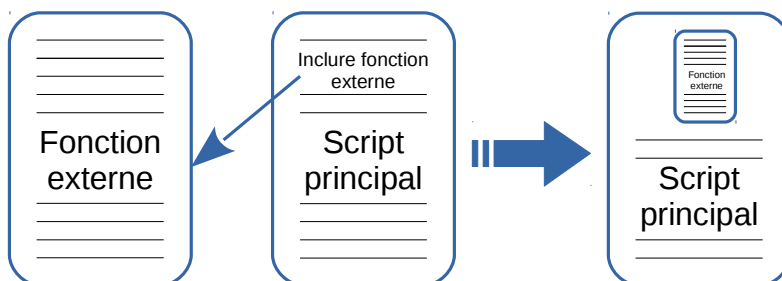 Fonction
externe
Inclure fonction
externe
Script
principal
Fonction
externe
Script
principal